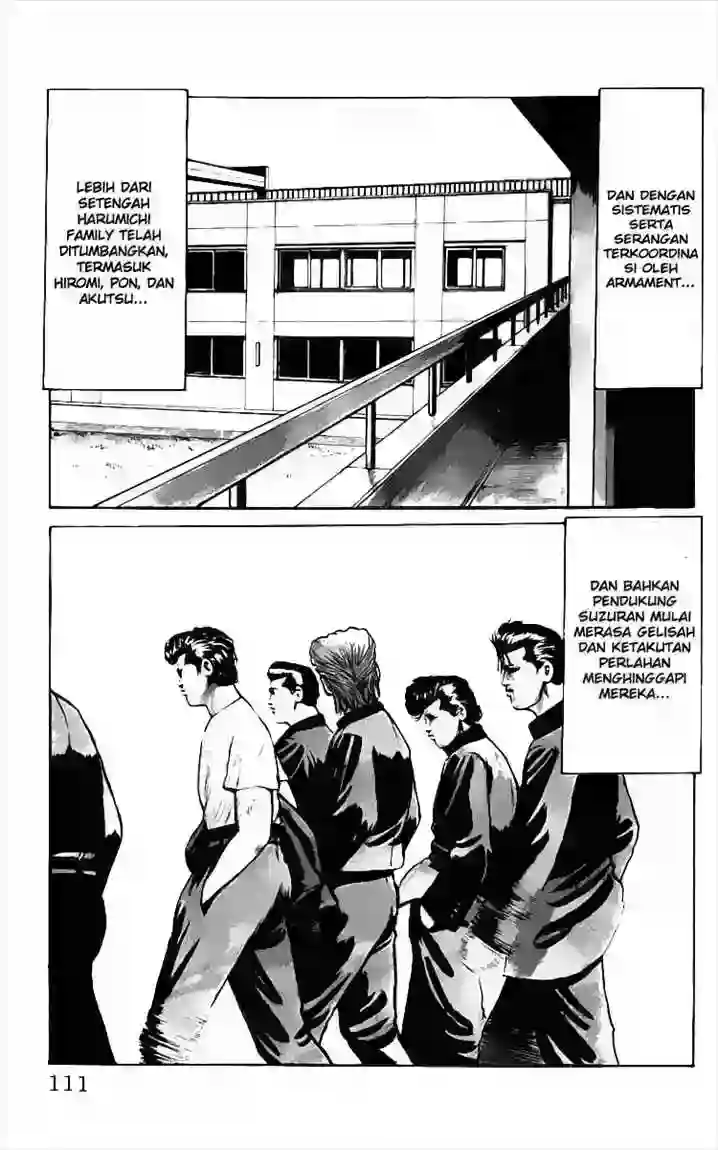 DAN DENGAN
SISTEMATIS
SERTA
SERANGAN
TERKOORDINA
SI OLEH
ARMAMENT...
LEBIH DARI
SETENGAH
HARUMICHI
FAMILY TELAH
DITUMBANGKAN,
TERMASUK
HIROMI, PON, DAN
AKUTSU...
DAN BAHKAN
PENDUKUNG
SUZURAN MULAI
MERASA GELISAH
DAN KETAKUTAN
PERLAHAN
MENGHINGGAPI
MEREKA...
111